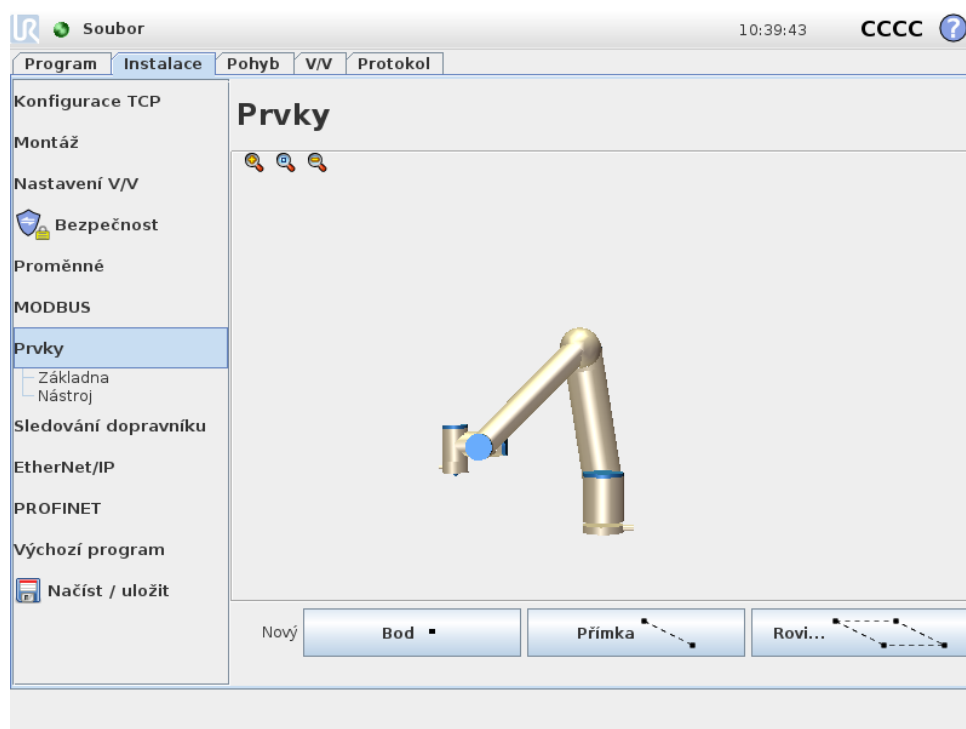 UR Soubor 10:39:43 CCCC ?
Program Instalace Pohyb V/V Protokol
Konfigurace TCP
Montáž
Nastavení V/V
Bezpečnost
Proměnné
MODBUS
Prvky
Základna
Nástroj
Sledování dopravníku
EtherNet/IP
PROFINET
Výchozí program
Načíst / uložit
Prvky
Nový Bod Přímka Rovi...